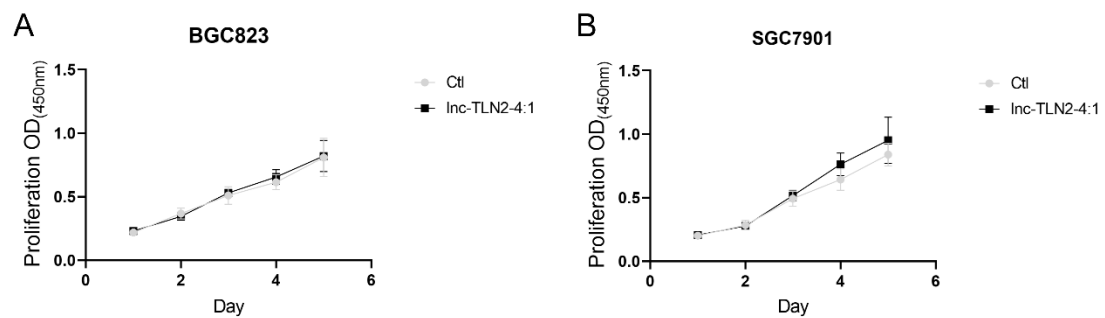 A
BGC823
Proliferation OD(450nm)
1.5
1.0
0.5
0.0
0
2
4
6
Day
Ctl
lnc-TLN2-4:1
B
SGC7901
Proliferation OD(450nm)
1.5
1.0
0.5
0.0
0
2
4
6
Day
Ctl
lnc-TLN2-4:1